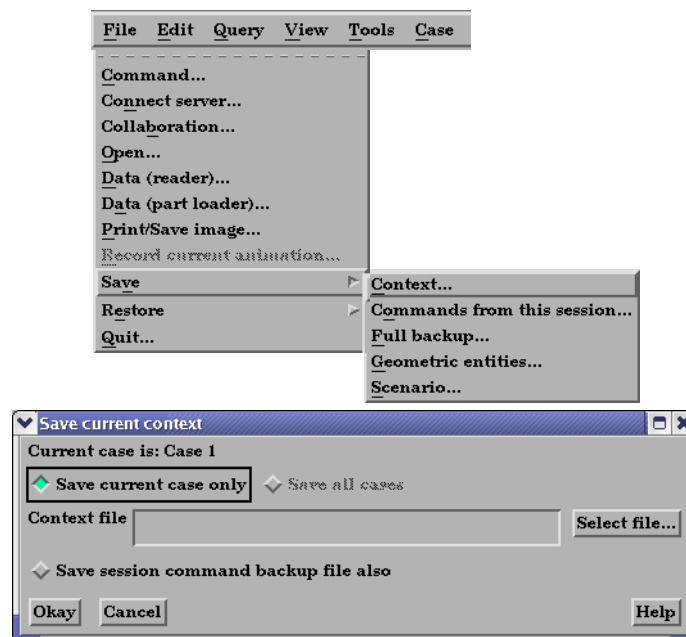 File Edit Query View Tools Case
Command...
Connect server...
Collaboration...
Open...
Data (reader)...
Data (part loader)...
Print/Save image...
Record current animation...
Save
Context...
Restore
Commands from this session...
Quit...
Full backup...
Geometric entities...
Scenario...
Save current context
Current case is: Case 1
Save current case only Save all cases
Context file Select file...
Save session command backup file also
Okay Cancel Help